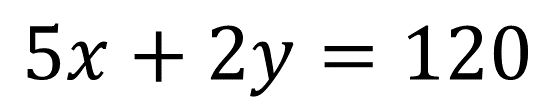 5x + 2y = 120